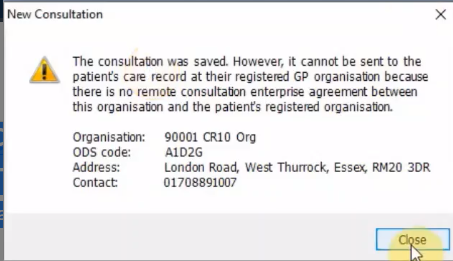 New Consultation
The consultation was saved. However, it cannot be sent to the
patient's care record at their registered GP organisation because
there is no remote consultation enterprise agreement between
this organisation and the patient's registered organisation.
Organisation: 90001 CR10 Org
ODS code: A1D2G
Address: London Road, West Thurrock, Essex, RM20 3DR
Contact: 01708891007
Close